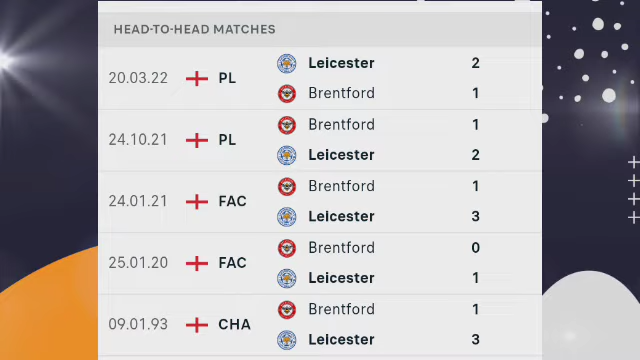 HEAD-TO-HEAD MATCHES
20.03.22 PL Leicester 2
Brentford 1
24.10.21 PL Brentford 1
Leicester 2
24.01.21 FAC Brentford 1
Leicester 3
25.01.20 FAC Brentford 0
Leicester 1
09.01.93 CHA Brentford 1
Leicester 3